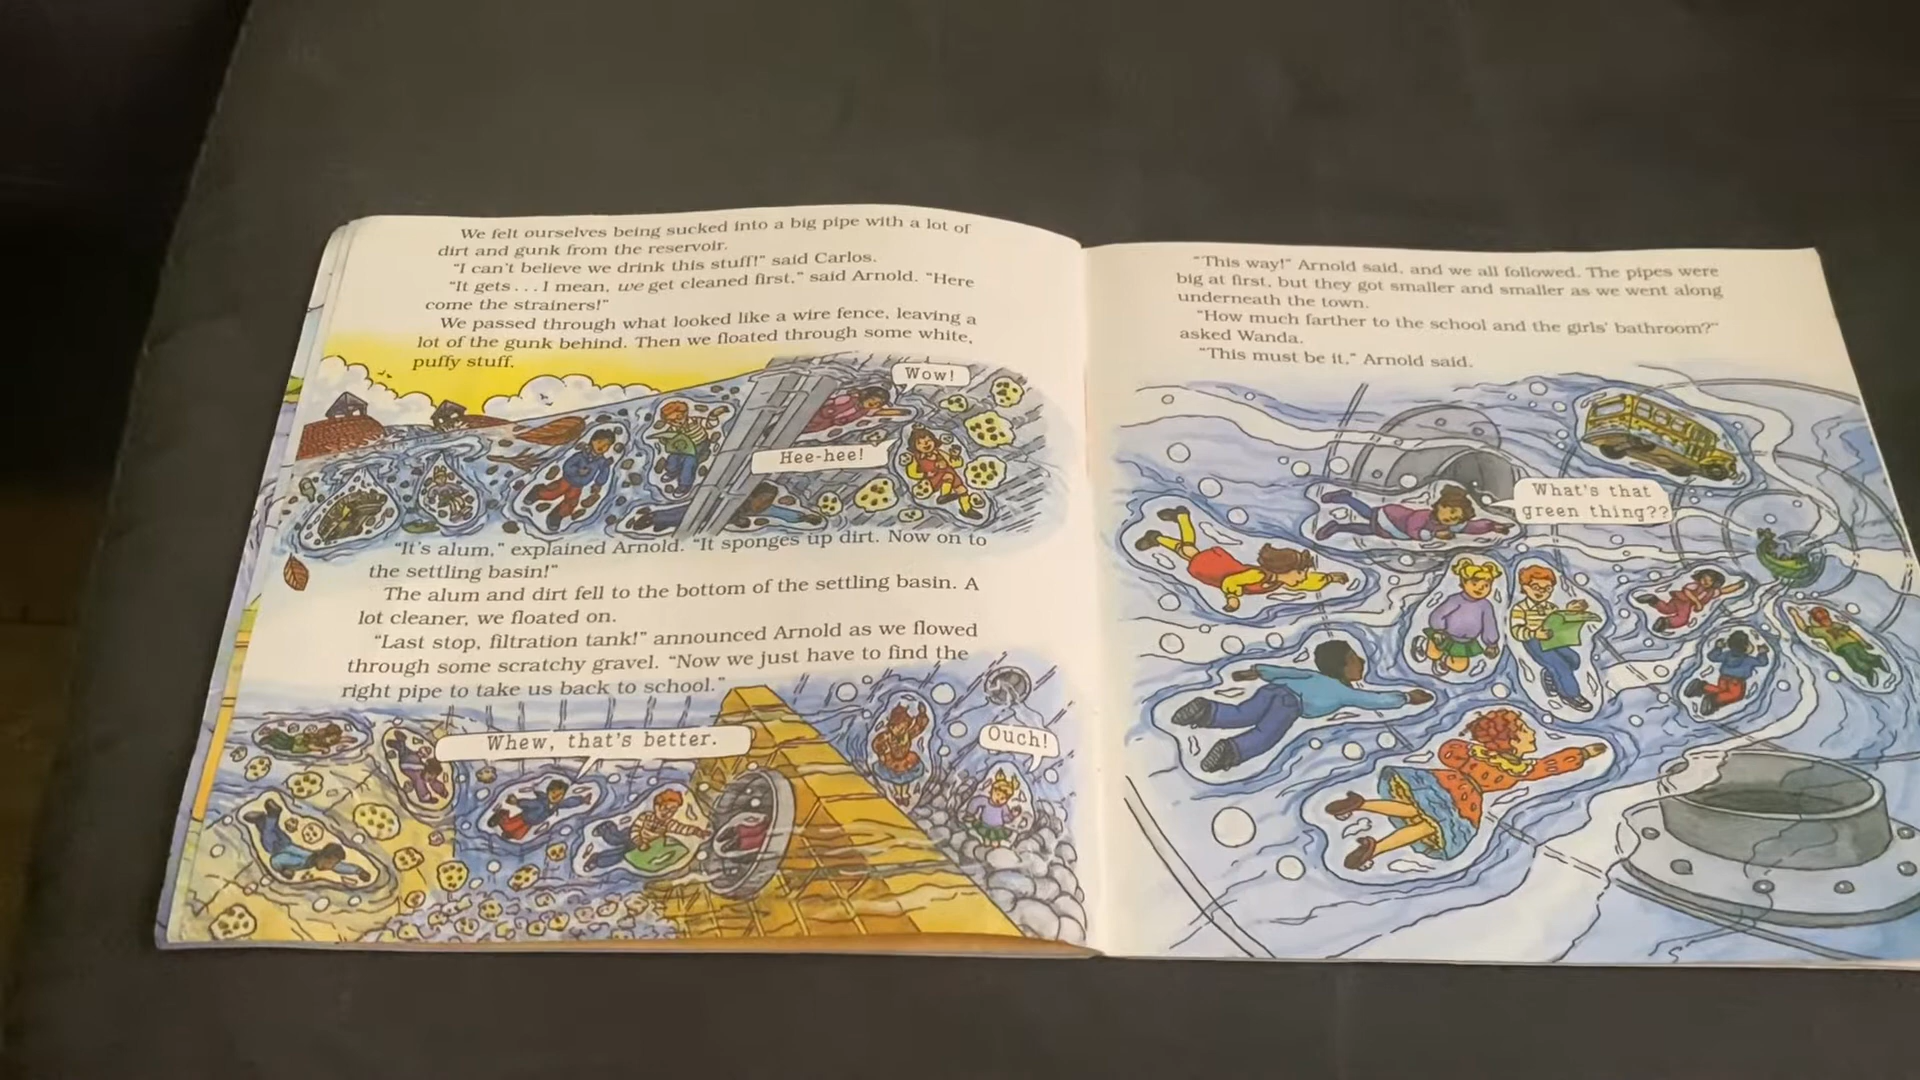 We felt ourselves being sucked into a big pipe with a lot of
dirt and gunk from the reservoir.
"I can't believe we drink this stuff!" said Carlos.
"It gets . . . I mean, we get cleaned first," said Arnold. "Here
come the strainers!"
We passed through what looked like a wire fence, leaving a
lot of the gunk behind. Then we floated through some white,
puffy stuff.
Wow!
Hee-hee!
"It's alum," explained Arnold. "It sponges up dirt. Now on to
the settling basin!"
The alum and dirt fell to the bottom of the settling basin. A
lot cleaner, we floated on.
"Last stop, filtration tank!" announced Arnold as we flowed
through some scratchy gravel. "Now we just have to find the
right pipe to take us back to school."
Whew, that's better.
Ouch!
"This way!" Arnold said, and we all followed. The pipes were
big at first, but they got smaller and smaller as we went along
underneath the town.
"How much farther to the school and the girls' bathroom?"
asked Wanda.
"This must be it," Arnold said.
What's that
green thing??